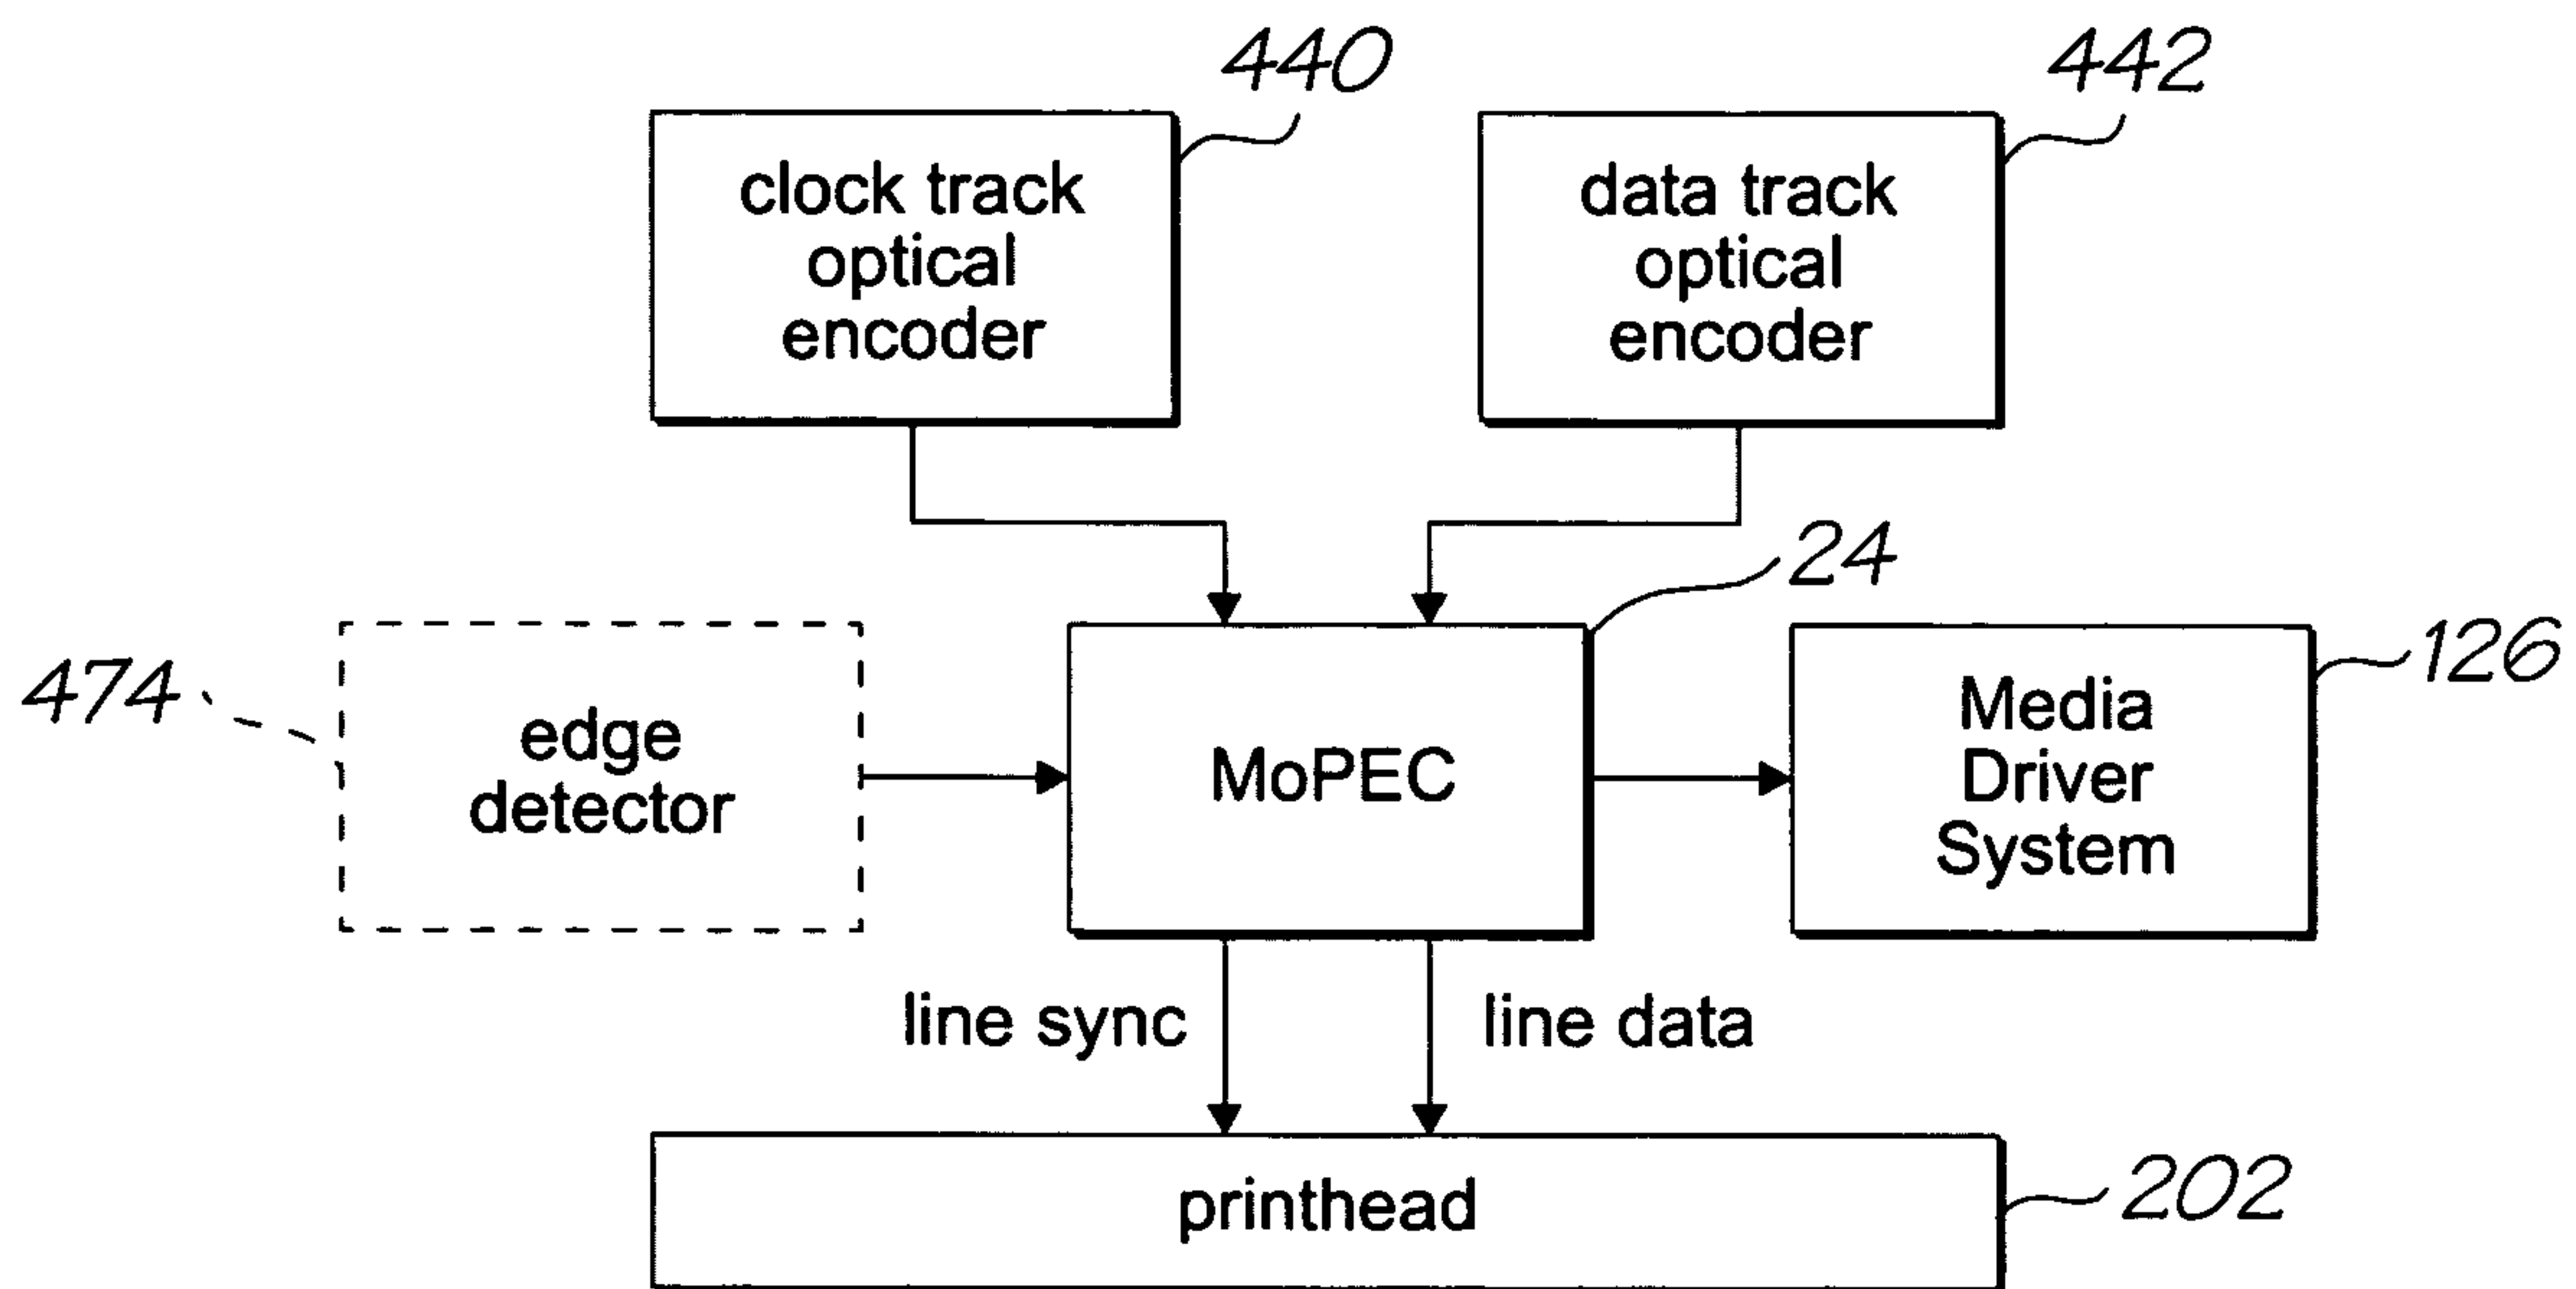 440
442
clock track
optical
encoder
data track
optical
encoder
24
474
edge
detector
MoPEC
Media
Driver
System
126
line sync
line data
printhead
202